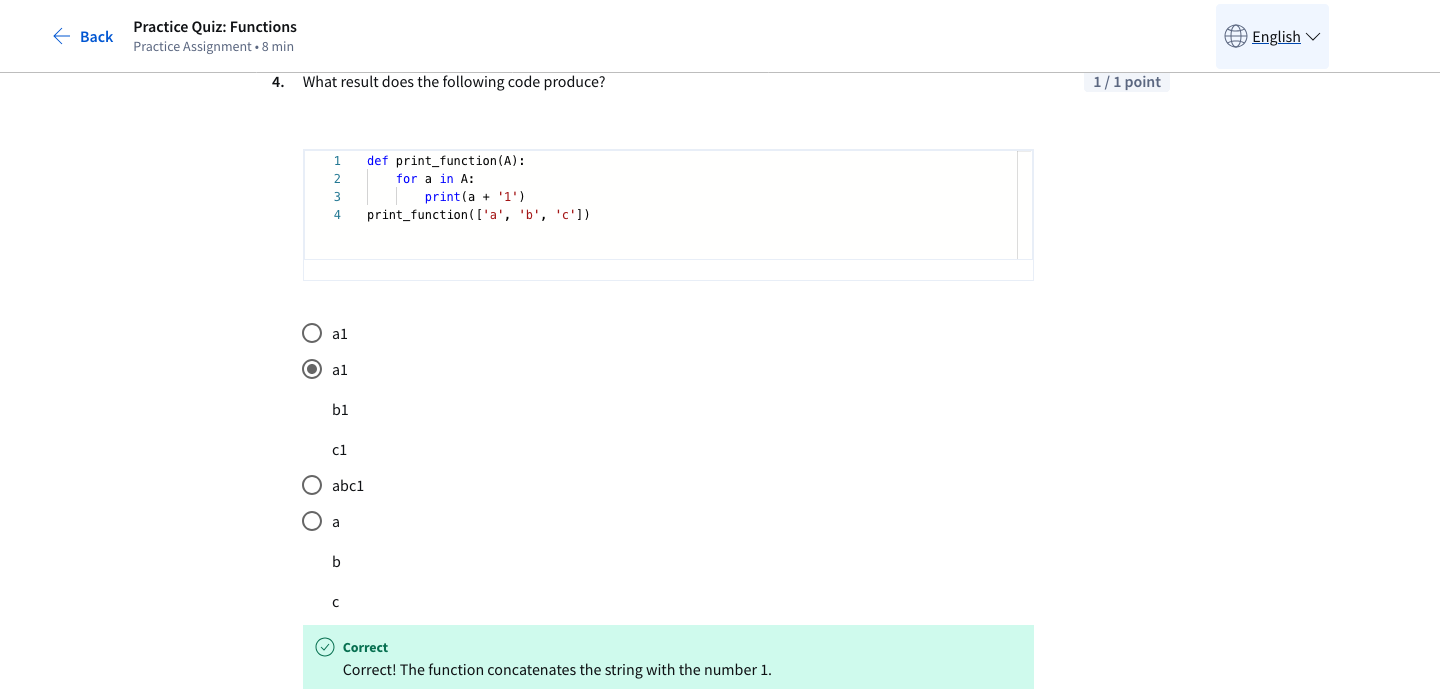 Back
Practice Quiz: Functions
Practice Assignment • 8 min
English
4. What result does the following code produce?
1 / 1 point
1 def print_function(A):
2     for a in A:
3         print(a + '1')
4 print_function(['a', 'b', 'c'])
a1
a1
b1
c1
abc1
a
b
c
Correct
Correct! The function concatenates the string with the number 1.